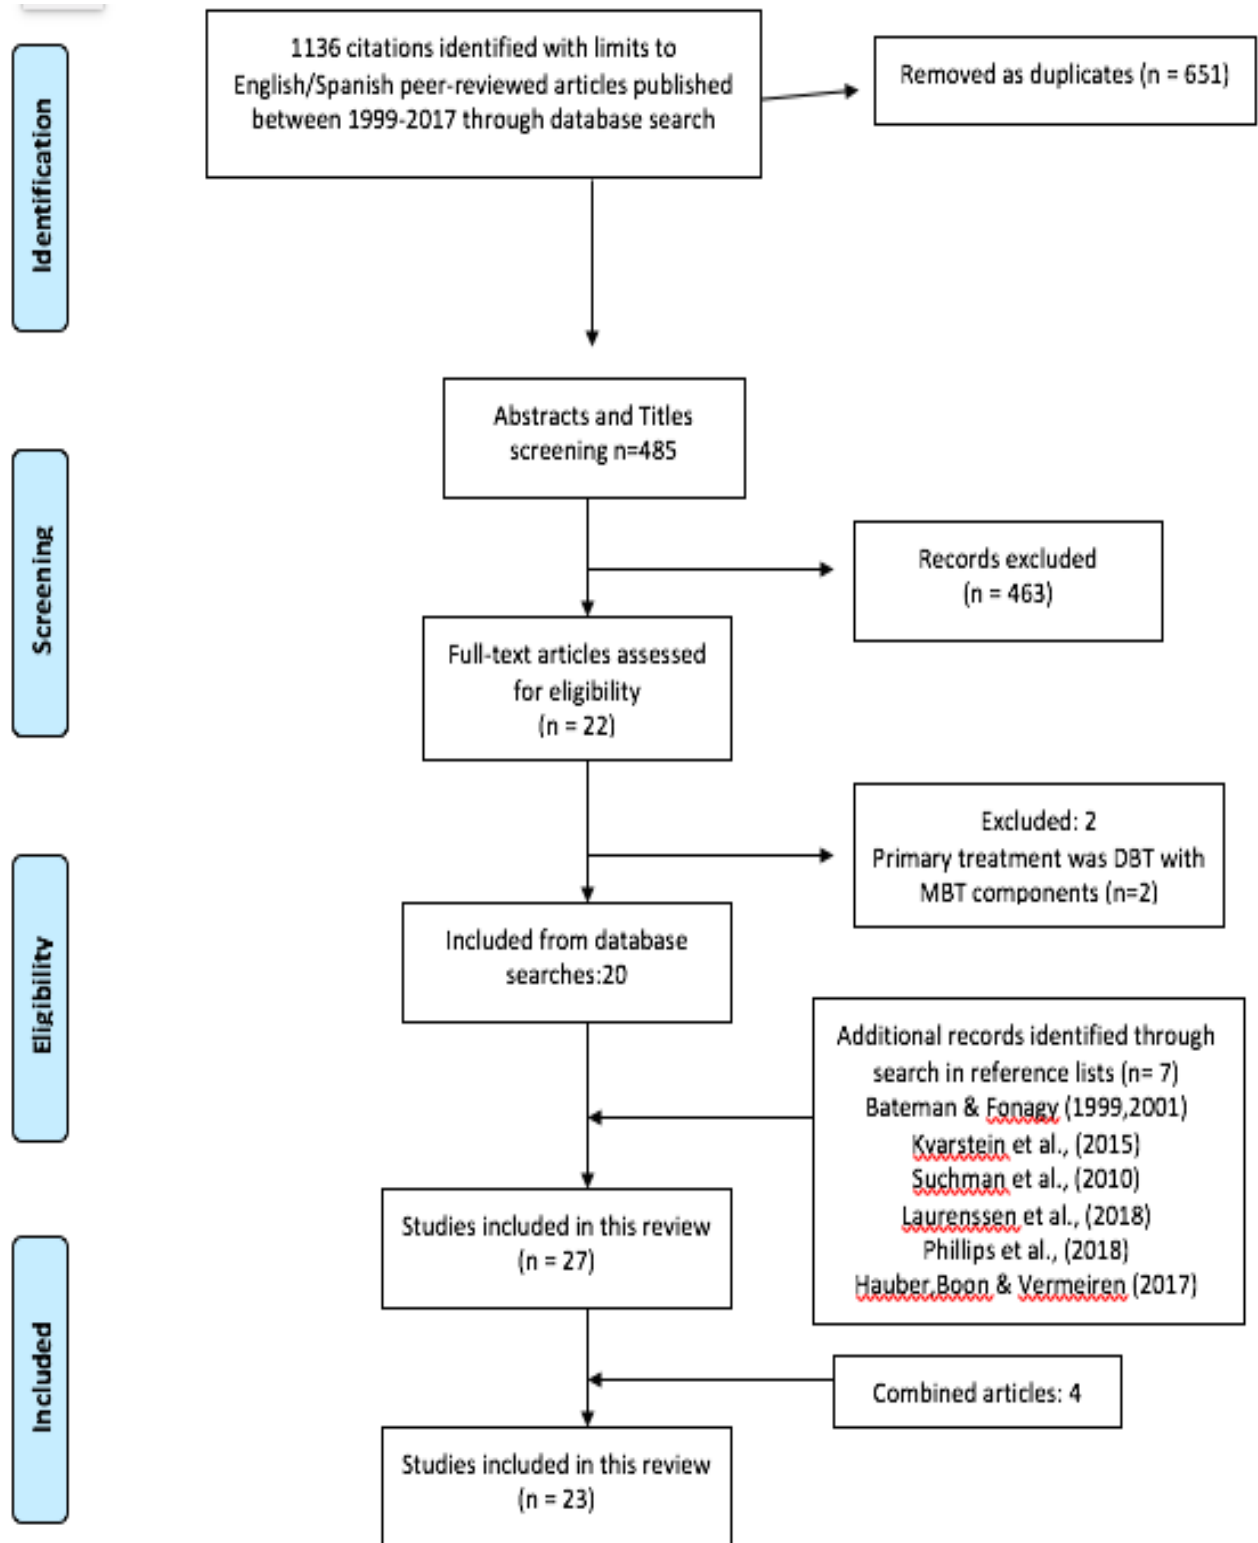 Identification
1136 citations identified with limits to
English/Spanish peer-reviewed articles published
between 1999-2017 through database search
Removed as duplicates (n = 651)
Screening
Abstracts and Titles
screening n=485
Records excluded
(n = 463)
Full-text articles assessed
for eligibility
(n = 22)
Eligibility
Excluded: 2
Primary treatment was DBT with
MBT components (n=2)
Included from database
searches:20
Additional records identified through
search in reference lists (n= 7)
Bateman & Fonagy (1999,2001)
Kvarstein et al., (2015)
Suchman et al., (2010)
Laurenssen et al., (2018)
Phillips et al., (2018)
Hauber,Boon & Vermeiren (2017)
Included
Studies included in this review
(n = 27)
Combined articles: 4
Studies included in this review
(n = 23)